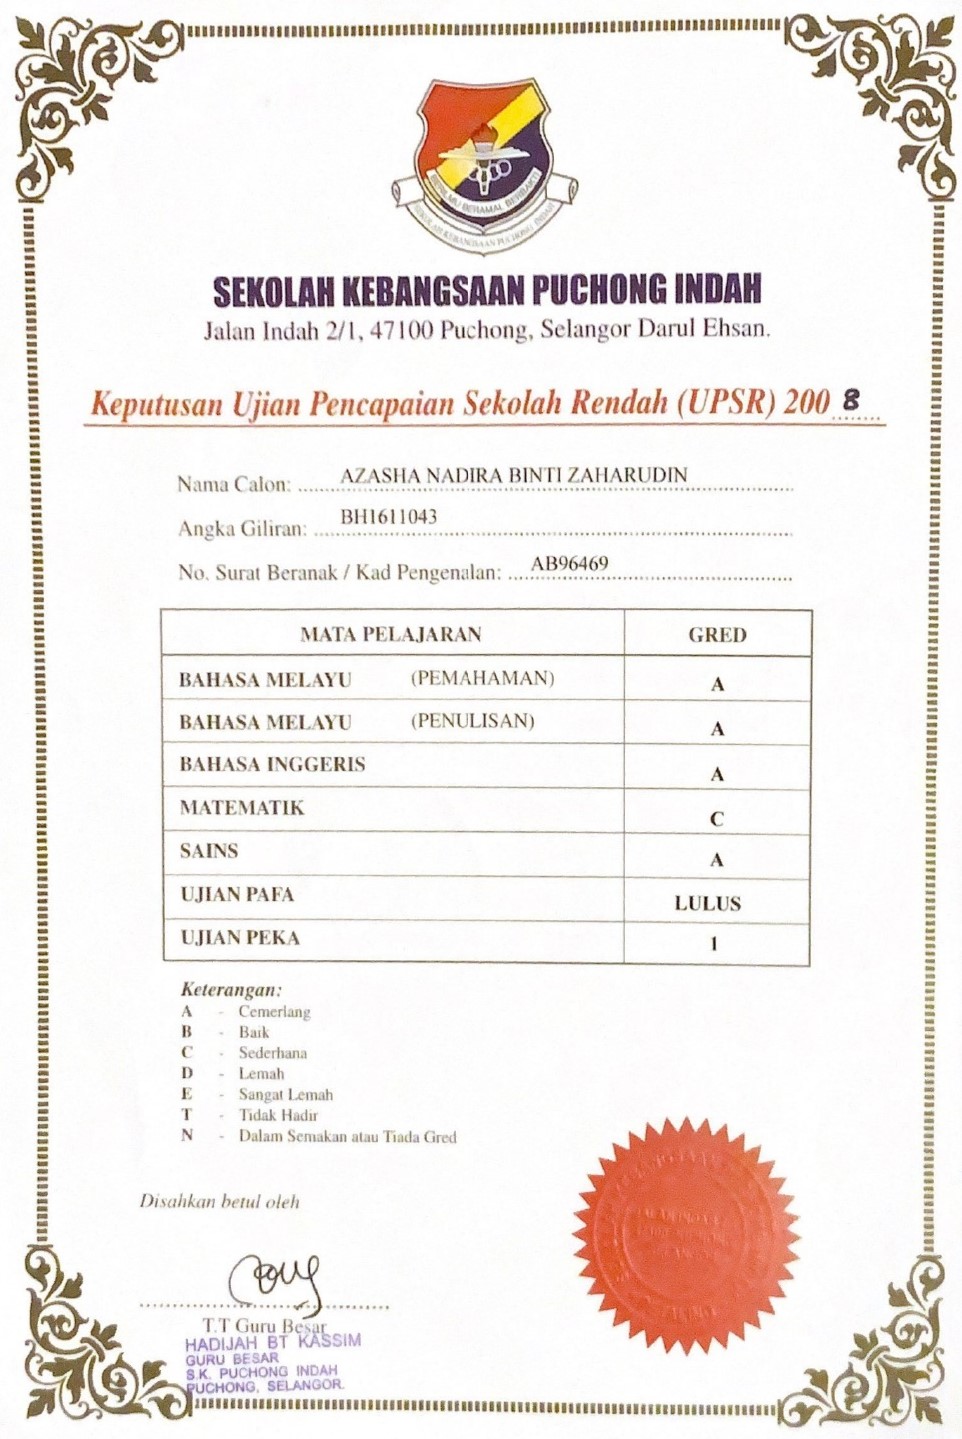 BERILMU BERAMAL BERBAKTI
SEKOLAH KEBANGSAAN PUCHONG INDAH
SEKOLAH KEBANGSAAN PUCHONG INDAH
Jalan Indah 2/1, 47100 Puchong, Selangor Darul Ehsan.
Keputusan Ujian Pencapaian Sekolah Rendah (UPSR) 2008
Nama Calon: AZASHA NADIRA BINTI ZAHARUDIN
Angka Giliran: BH1611043
No. Surat Beranak / Kad Pengenalan: AB96469
MATA PELAJARAN GRED
BAHASA MELAYU (PEMAHAMAN) A
BAHASA MELAYU (PENULISAN) A
BAHASA INGGERIS A
MATEMATIK C
SAINS A
UJIAN PAFA LULUS
UJIAN PEKA 1
Keterangan:
A - Cemerlang
B - Baik
C - Sederhana
D - Lemah
E - Sangat Lemah
T - Tidak Hadir
N - Dalam Semakan atau Tiada Gred
Disahkan betul oleh
T.T Guru Besar
HADIJAH BT KASSIM
GURU BESAR
S.K. PUCHONG INDAH
PUCHONG, SELANGOR.